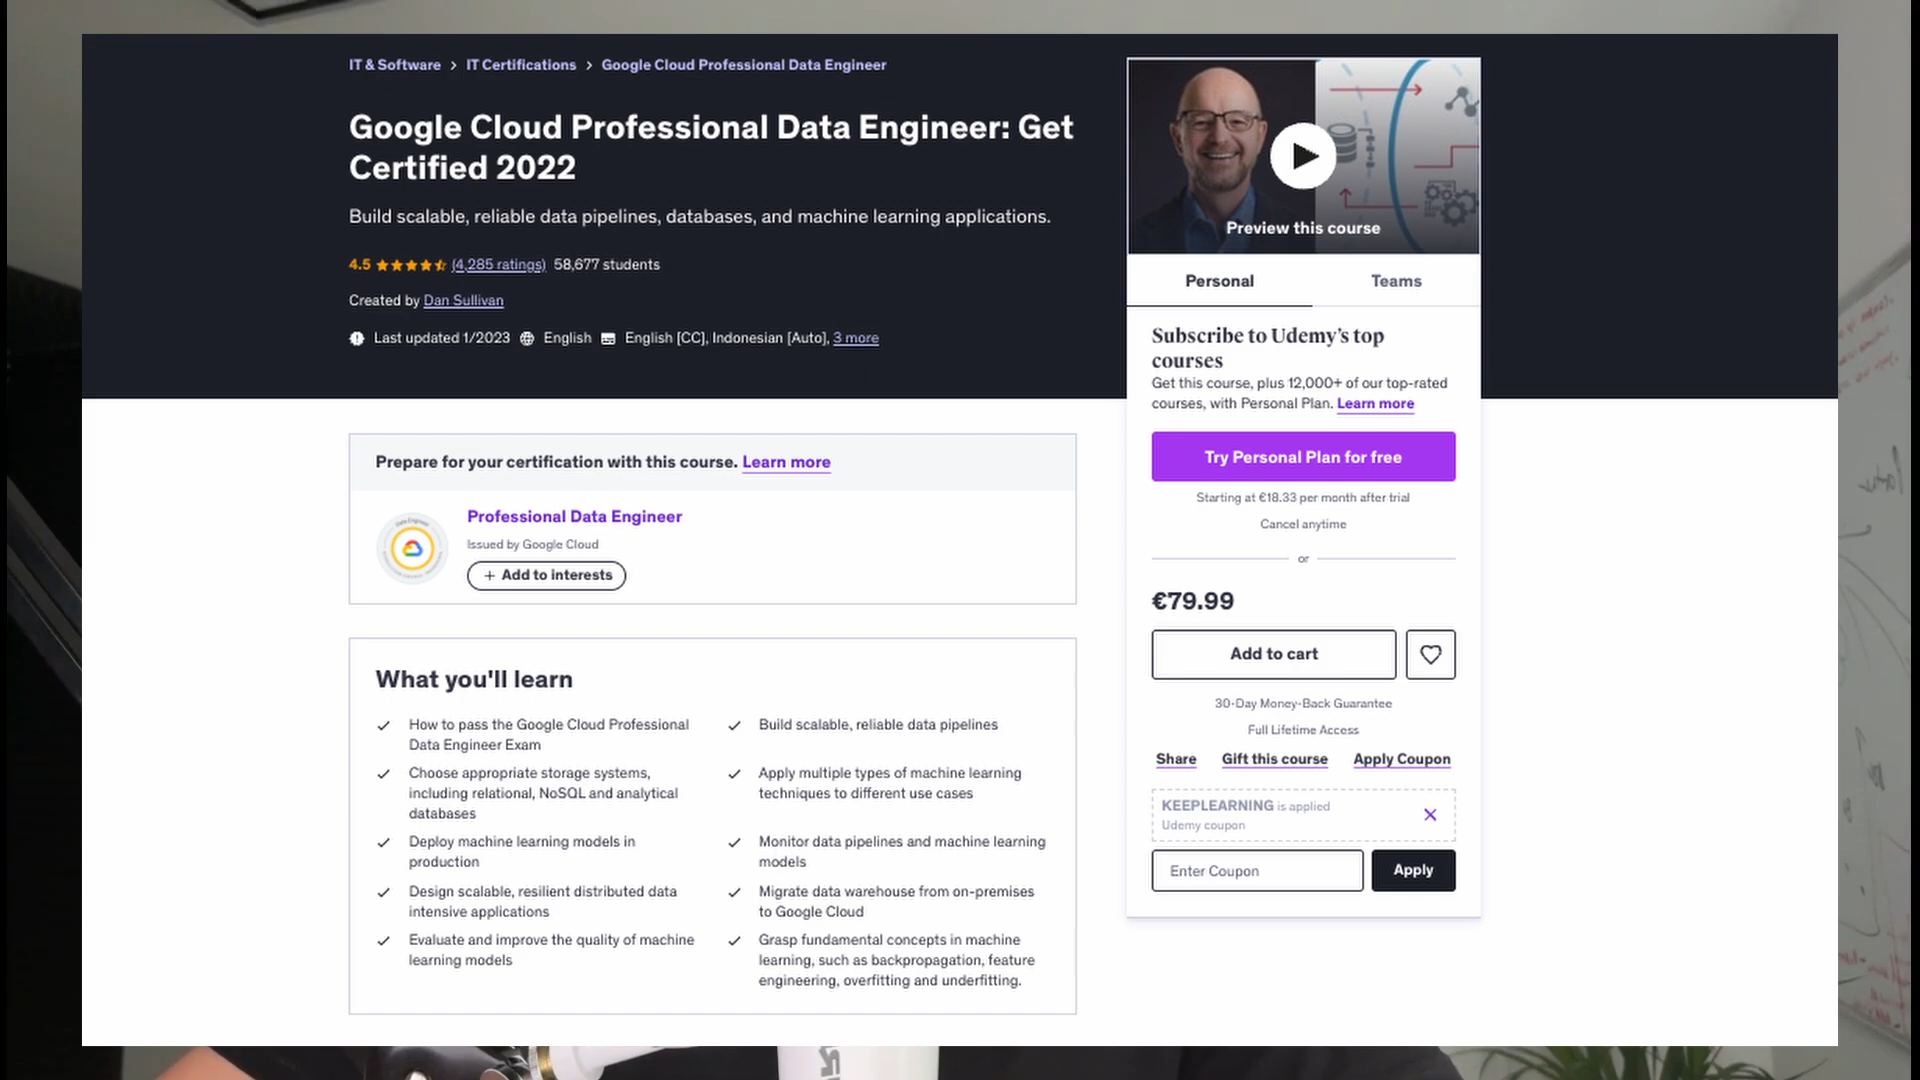 IT & Software > IT Certifications > Google Cloud Professional Data Engineer
Google Cloud Professional Data Engineer: Get
Certified 2022
Build scalable, reliable data pipelines, databases, and machine learning applications.
4.5 (4,285 ratings) 58,677 students
Created by Dan Sullivan
Last updated 1/2023 English English [CC], Indonesian [Auto], 3 more
Prepare for your certification with this course. Learn more
Professional Data Engineer
Issued by Google Cloud
+ Add to interests
What you'll learn
How to pass the Google Cloud Professional
Data Engineer Exam
Build scalable, reliable data pipelines
Choose appropriate storage systems,
including relational, NoSQL and analytical
databases
Apply multiple types of machine learning
techniques to different use cases
Deploy machine learning models in
production
Monitor data pipelines and machine learning
models
Design scalable, resilient distributed data
intensive applications
Migrate data warehouse from on-premises
to Google Cloud
Evaluate and improve the quality of machine
learning models
Grasp fundamental concepts in machine
learning, such as backpropagation, feature
engineering, overfitting and underfitting.
Preview this course
Personal Teams
Subscribe to Udemy's top
courses
Get this course, plus 12,000+ of our top-rated
courses, with Personal Plan. Learn more
Try Personal Plan for free
Starting at €18.33 per month after trial
Cancel anytime
or
€79.99
Add to cart
30-Day Money-Back Guarantee
Full Lifetime Access
Share Gift this course Apply Coupon
KEEPLEARNING is applied
Udemy coupon
Enter Coupon Apply